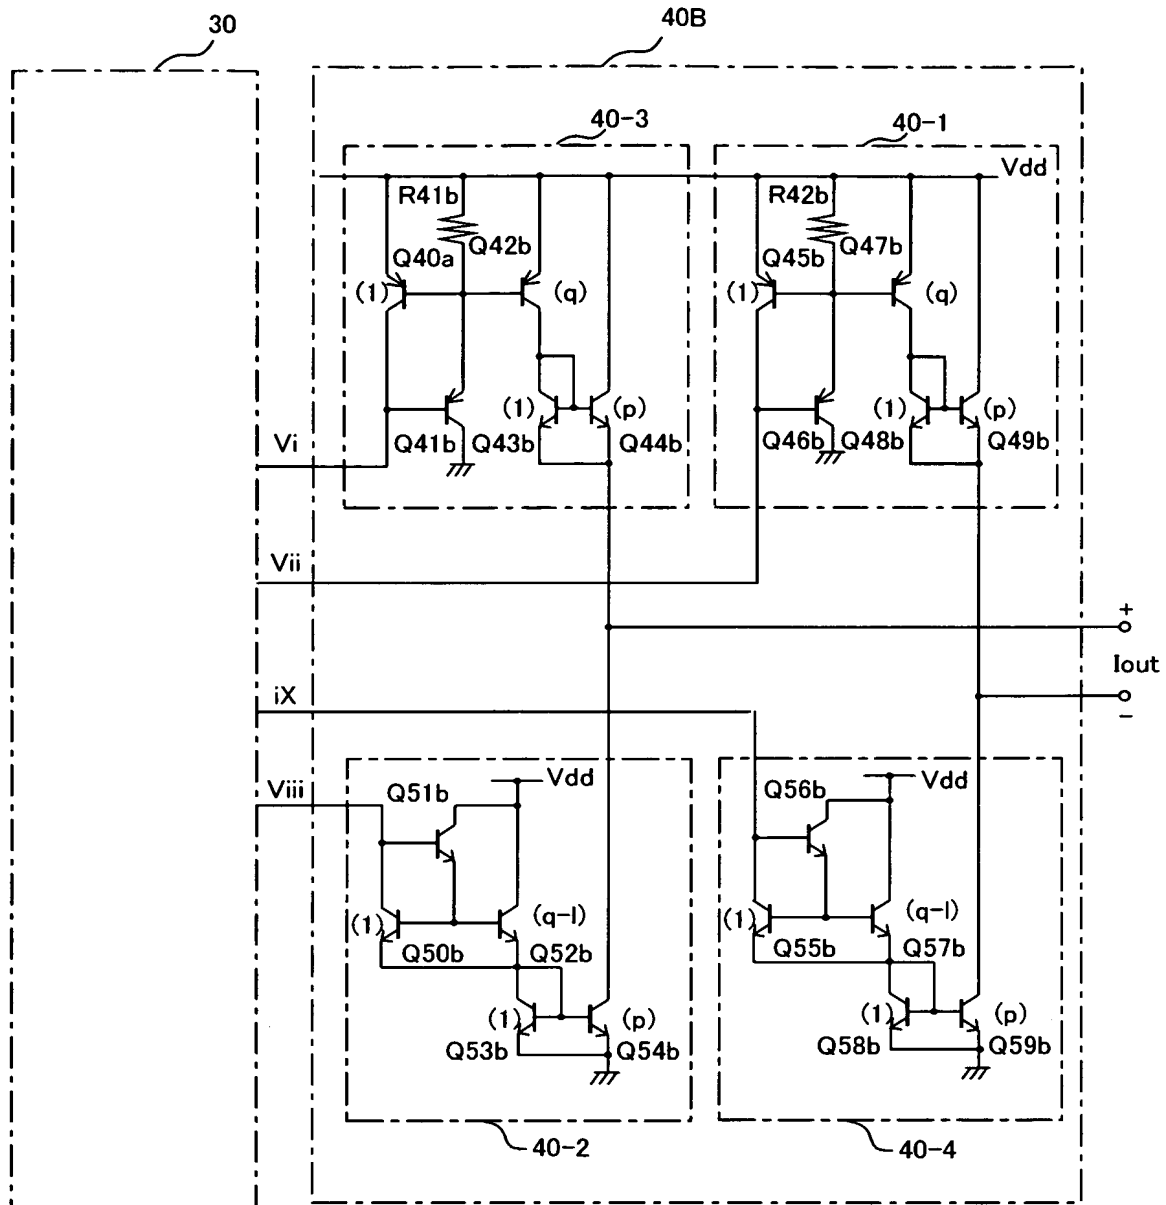 30
40B
40-3
40-1
Vdd
R41b
Q42b
Q40a
(1)
(q)
R42b
Q47b
Q45b
(1)
(q)
(1)
(p)
Q41b
Q43b
Q44b
(1)
(p)
Q46b
Q48b
Q49b
Vi
Vii
+
Iout
-
iX
Viii
Vdd
Q51b
(1)
(q-l)
Q50b
Q52b
(1)
(p)
Q53b
Q54b
Vdd
Q56b
(1)
(q-l)
Q55b
Q57b
(1)
(p)
Q58b
Q59b
40-2
40-4